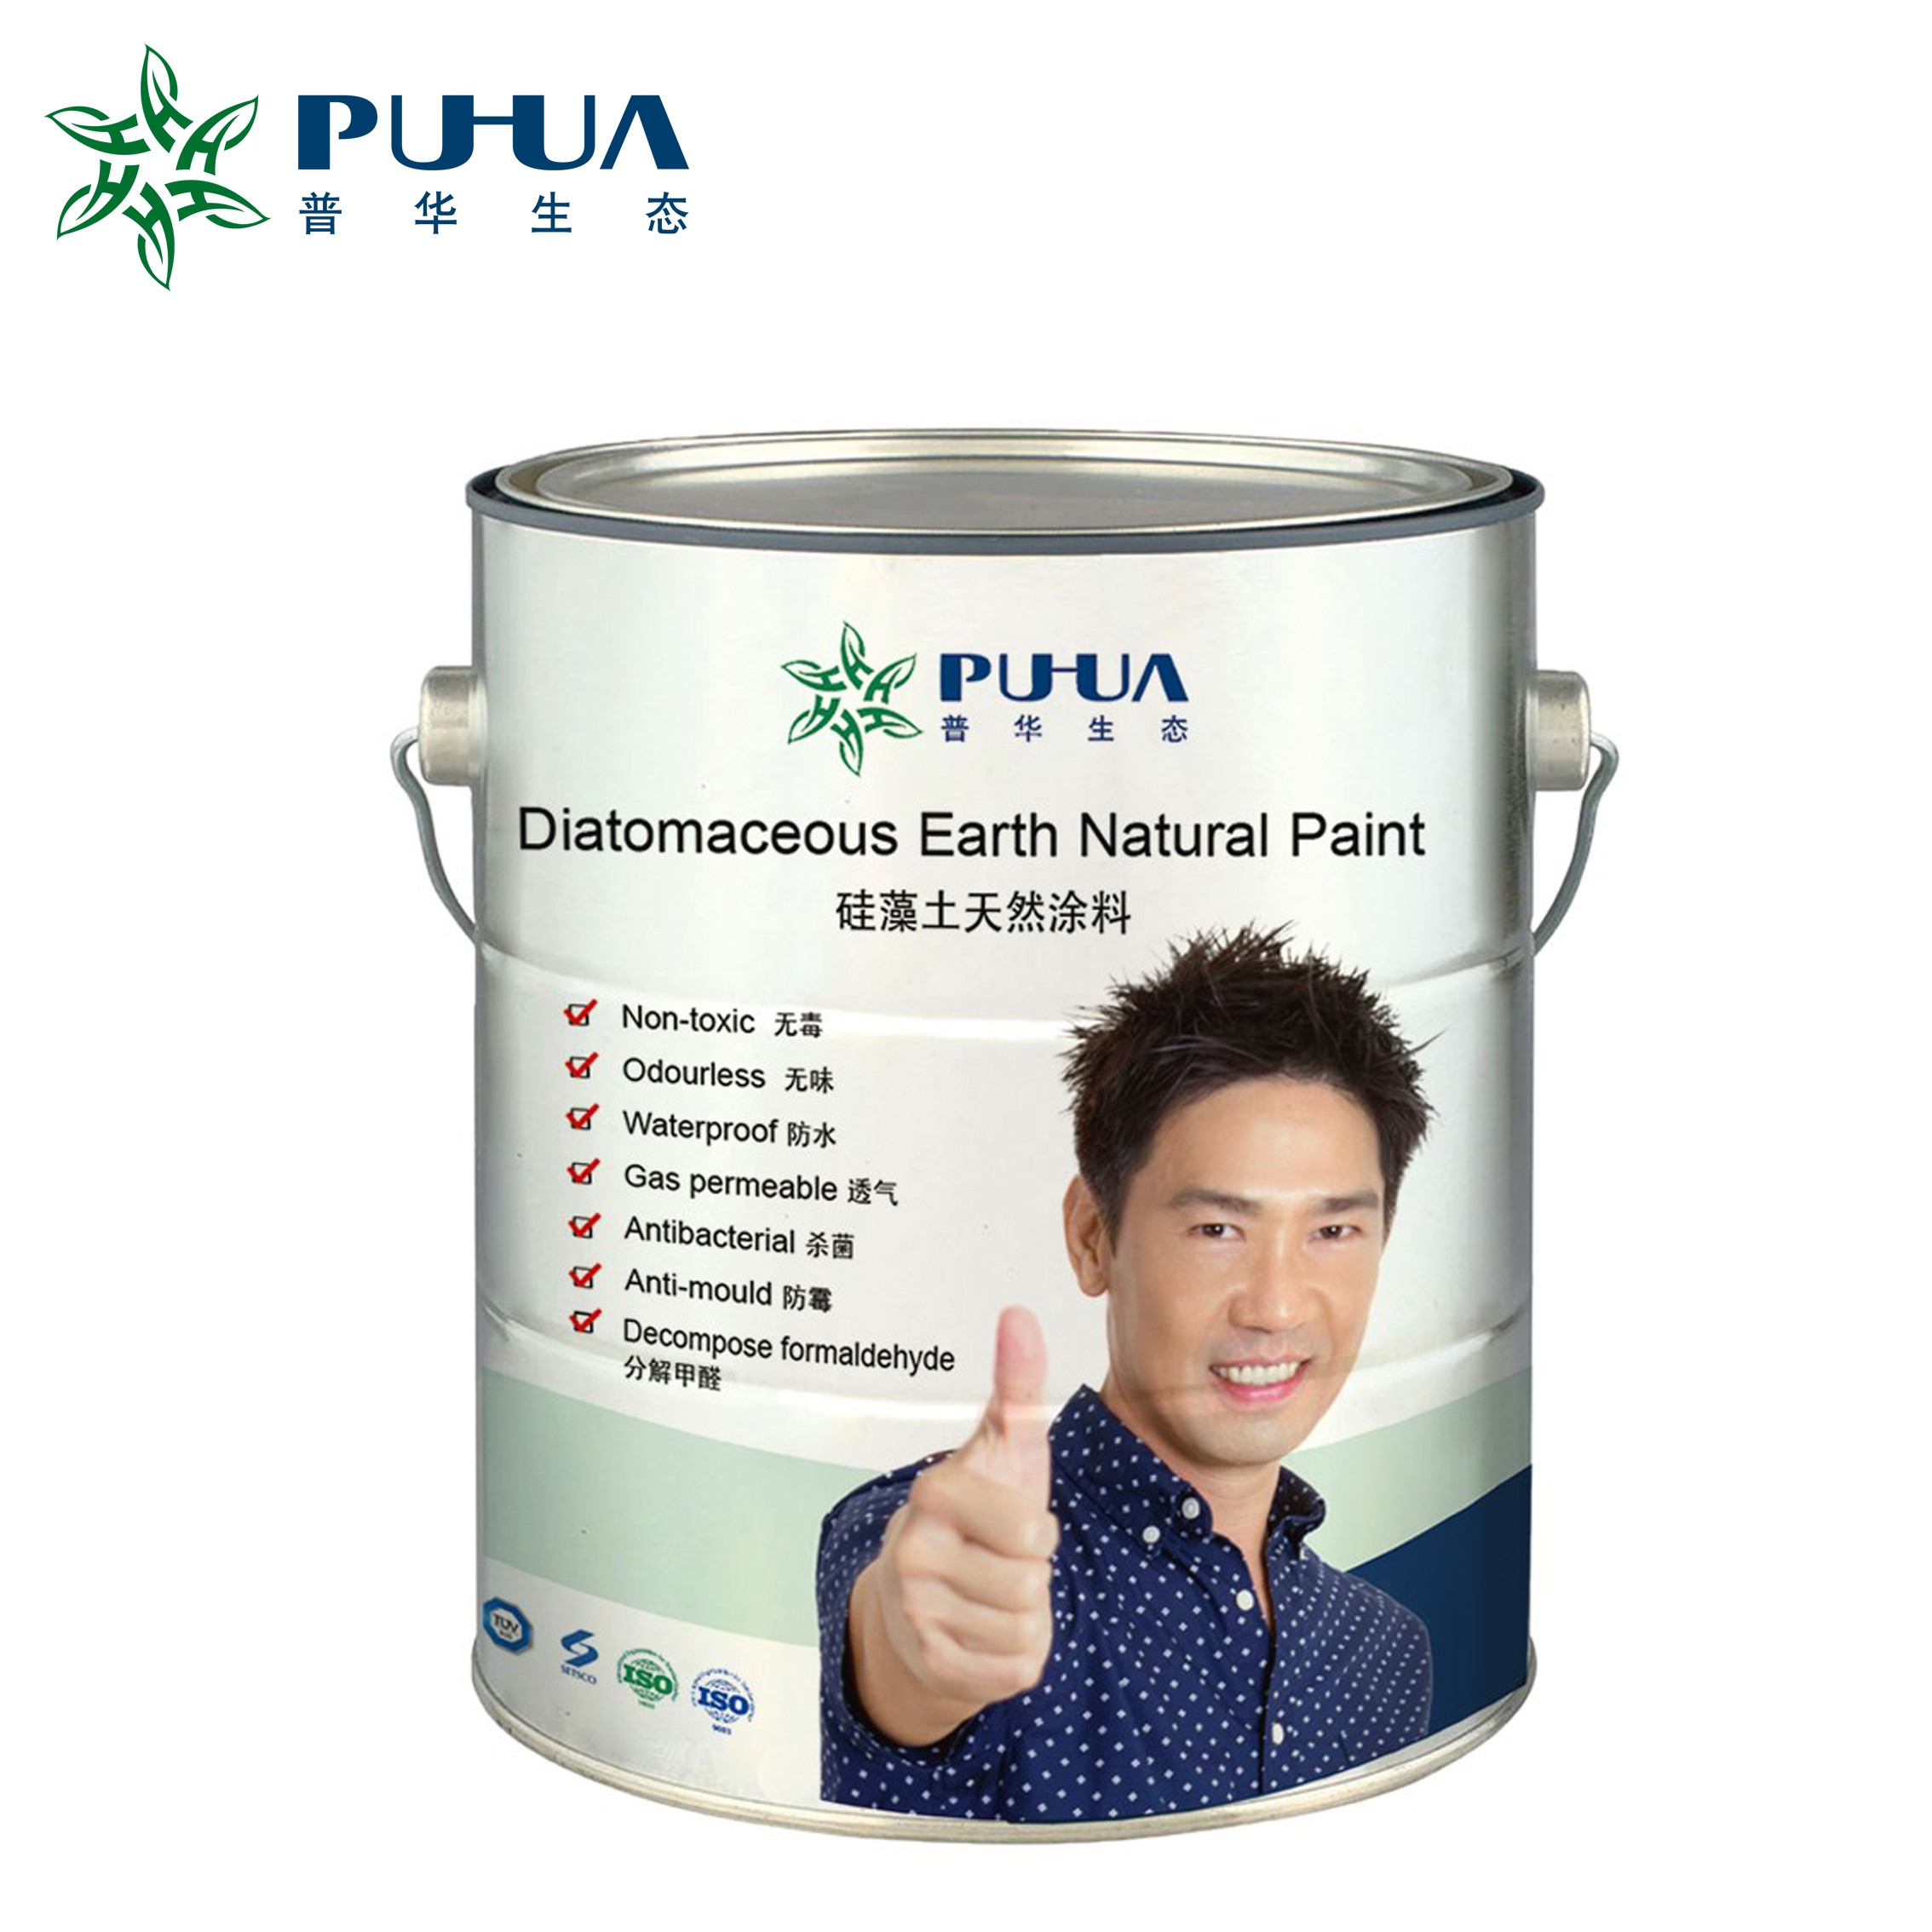 PUHUA
普华生态
PUHUA
普华生态
Diatomaceous Earth Natural Paint
硅藻土天然涂料
Non-toxic 无毒
Odourless 无味
Waterproof 防水
Gas permeable 透气
Antibacterial 杀菌
Anti-mould 防霉
Decompose formaldehyde
分解甲醛
TUV
SETSCO
ISO
ISO